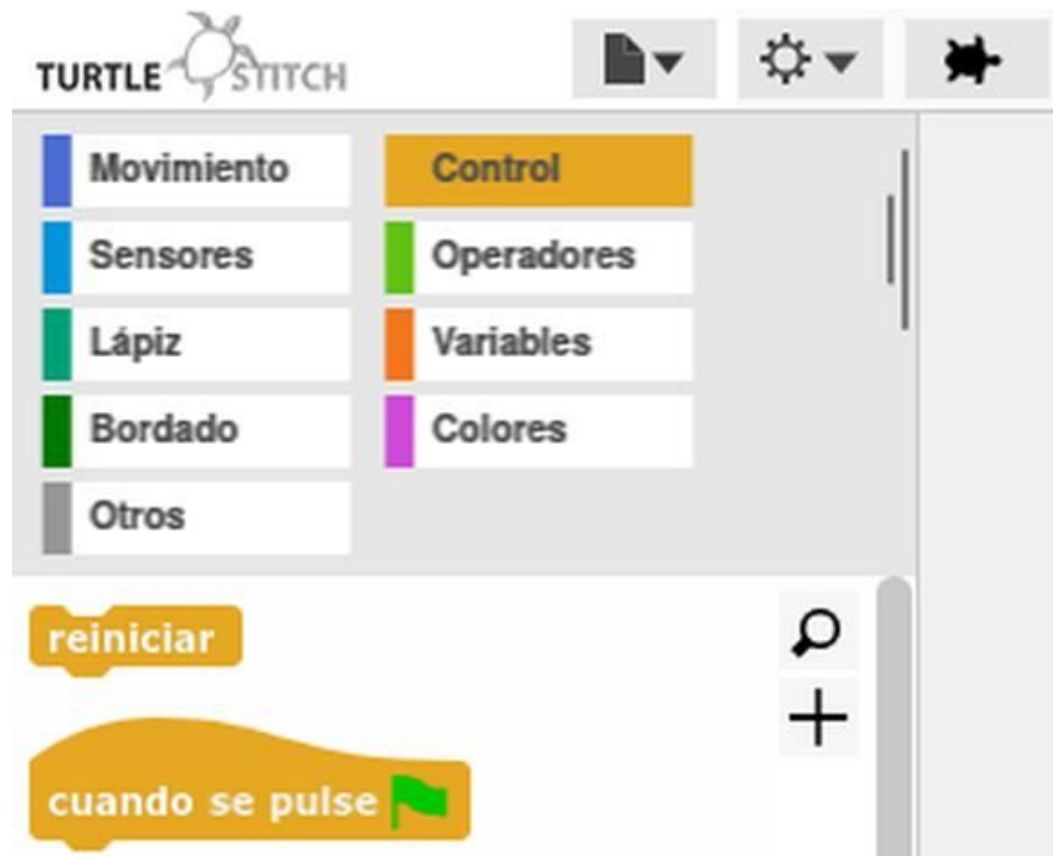 TURTLE STITCH
Movimiento
Control
Sensores
Operadores
Lápiz
Variables
Bordado
Colores
Otros
reiniciar
cuando se pulse